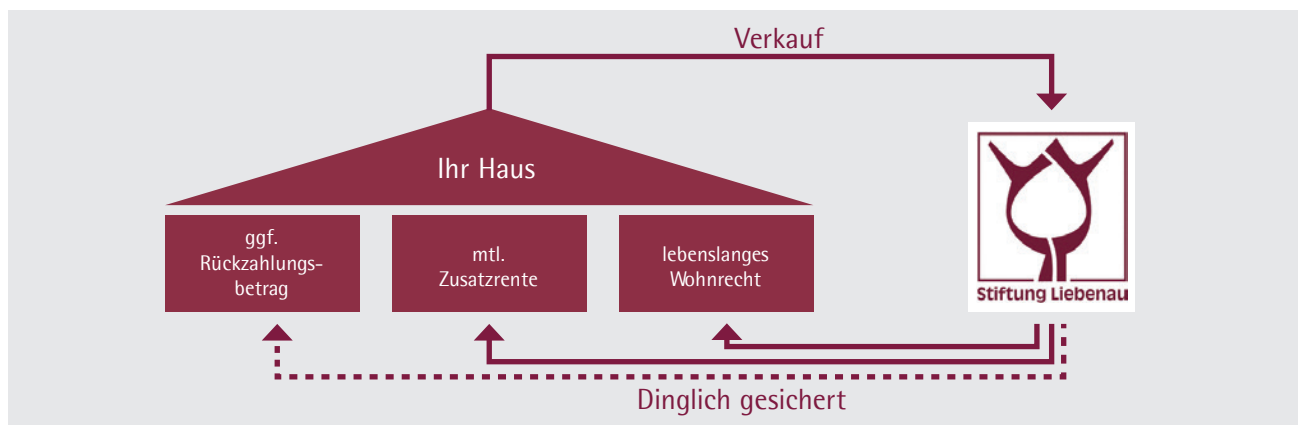 Verkauf
Ihr Haus
ggf.
Rückzahlungs-
betrag
mtl.
Zusatzrente
lebenslanges
Wohnrecht
Stiftung Liebenau
Dinglich gesichert